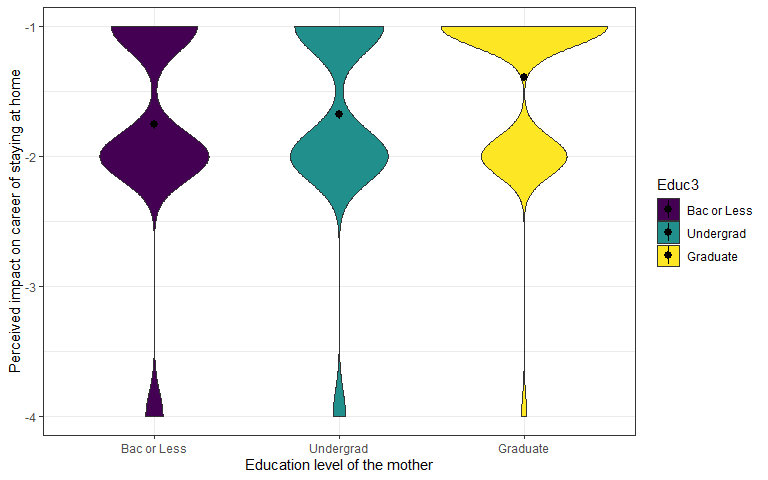 Perceived impact on career of staying at home
-1
-2
-3
-4
Bac or Less
Undergrad
Graduate
Education level of the mother
Educ3
Bac or Less
Undergrad
Graduate